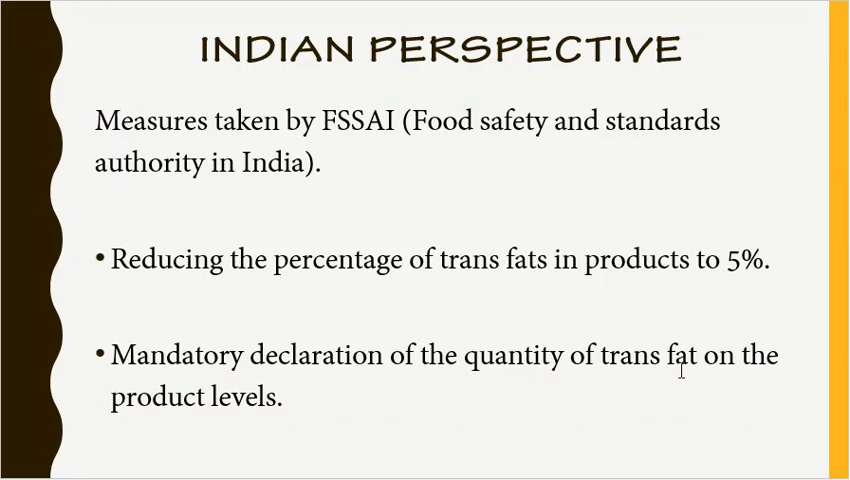 INDIAN PERSPECTIVE
Measures taken by FSSAI (Food safety and standards
authority in India).
• Reducing the percentage of trans fats in products to 5%.
• Mandatory declaration of the quantity of trans fat on the
product levels.